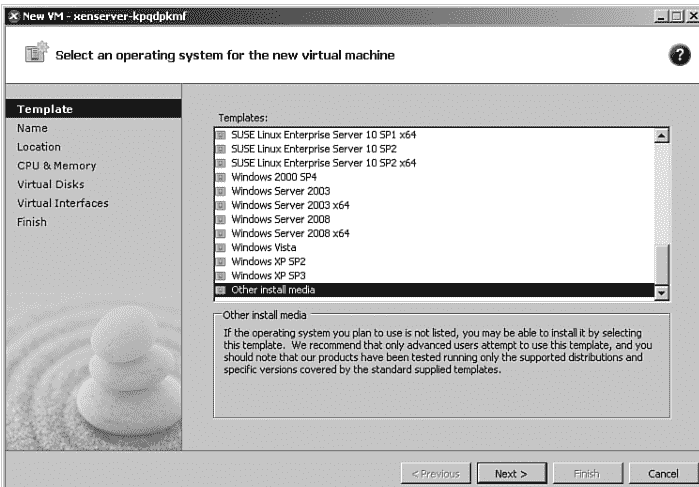 New VM - xenserver-kpqdpkmf
Select an operating system for the new virtual machine
?
Template
Name
Location
CPU & Memory
Virtual Disks
Virtual Interfaces
Finish
Templates:
SUSE Linux Enterprise Server 10 SP1 x64
SUSE Linux Enterprise Server 10 SP2
SUSE Linux Enterprise Server 10 SP2 x64
Windows 2000 SP4
Windows Server 2003
Windows Server 2003 x64
Windows Server 2008
Windows Server 2008 x64
Windows Vista
Windows XP SP2
Windows XP SP3
Other install media
Other install media
If the operating system you plan to use is not listed, you may be able to install it by selecting
this template. We recommend that only advanced users attempt to use this template, and you
should note that our products have been tested running only the supported distributions and
specific versions covered by the standard supplied templates.
< Previous
Next >
Finish
Cancel